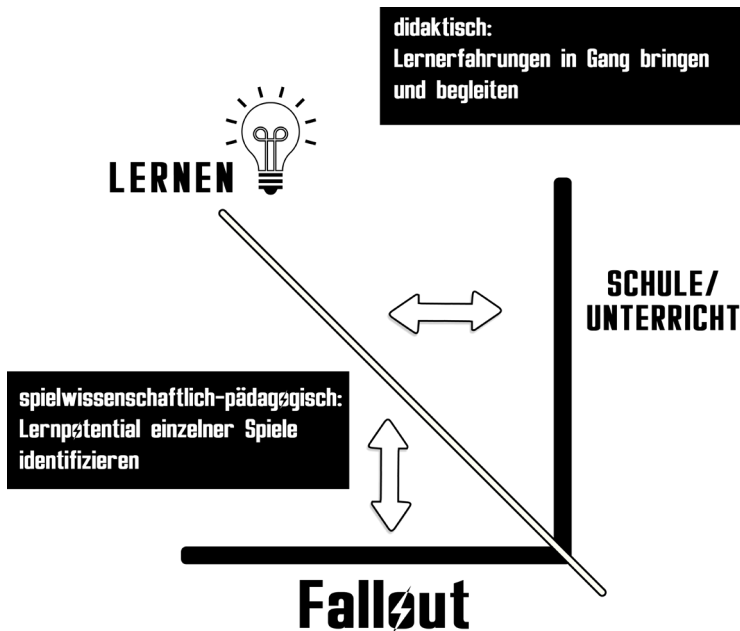 didaktisch:
Lernerfahrungen in Gang bringen
und begleiten
LERNEN
SCHULE/
UNTERRICHT
spielwissenschaftlich-pädagogisch:
Lernpotential einzelner Spiele
identifizieren
Fallout